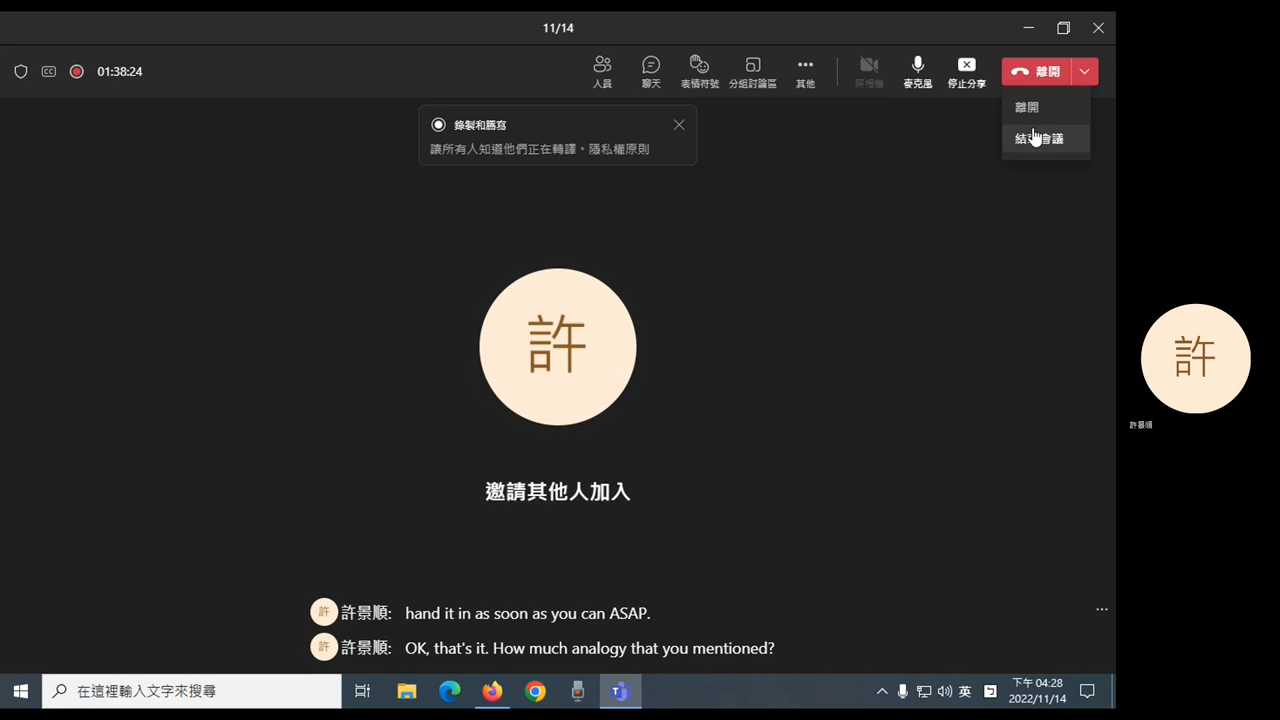 11/14
CC
01:38:24
人員
聊天
表情符號
分組討論區
其他
照相機
麥克風
停止分享
離開
離開
錄製和謄寫
讓所有人知道他們正在轉譯。隱私權原則
許
許
許景順
邀請其他人加入
許 許景順: hand it in as soon as you can ASAP.
許 許景順: OK, that's it. How much analogy that you mentioned?
在這裡輸入文字來搜尋
英
下午 04:28
2022/11/14